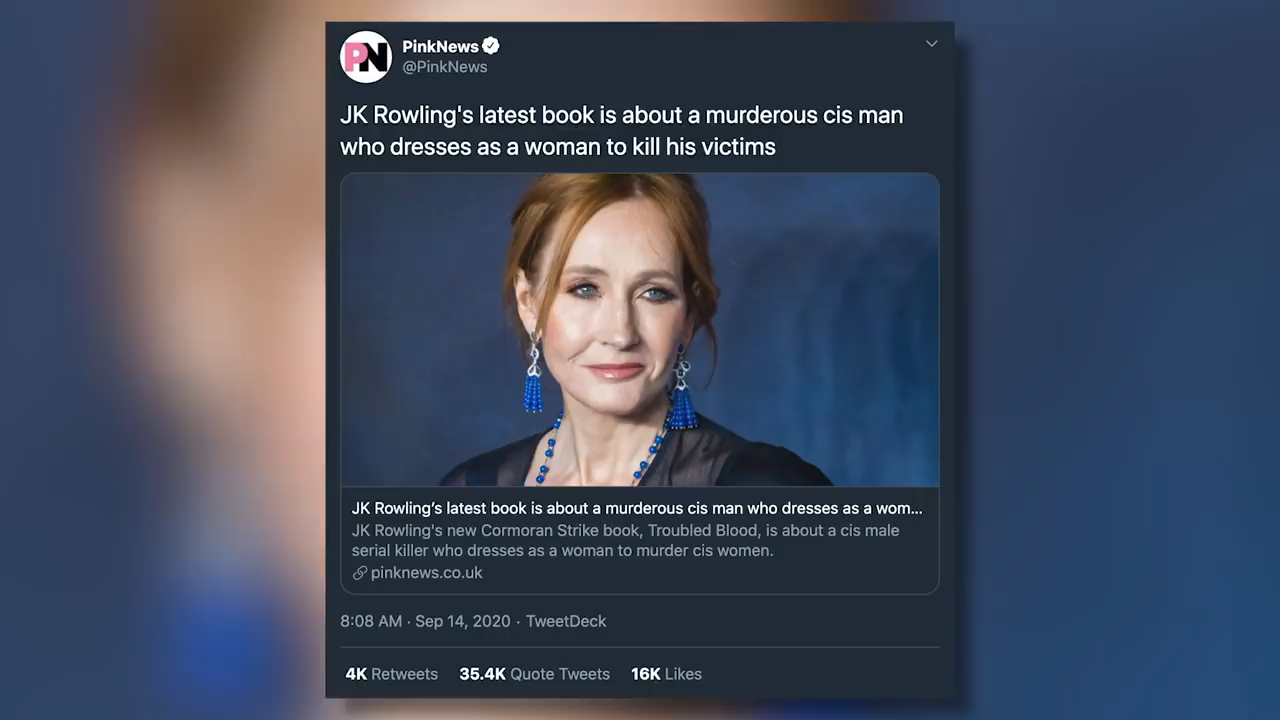 PN
PinkNews
@PinkNews
JK Rowling's latest book is about a murderous cis man
who dresses as a woman to kill his victims
JK Rowling’s latest book is about a murderous cis man who dresses as a wom...
JK Rowling's new Cormoran Strike book, Troubled Blood, is about a cis male
serial killer who dresses as a woman to murder cis women.
pinknews.co.uk
8:08 AM · Sep 14, 2020 · TweetDeck
4K Retweets 35.4K Quote Tweets 16K Likes